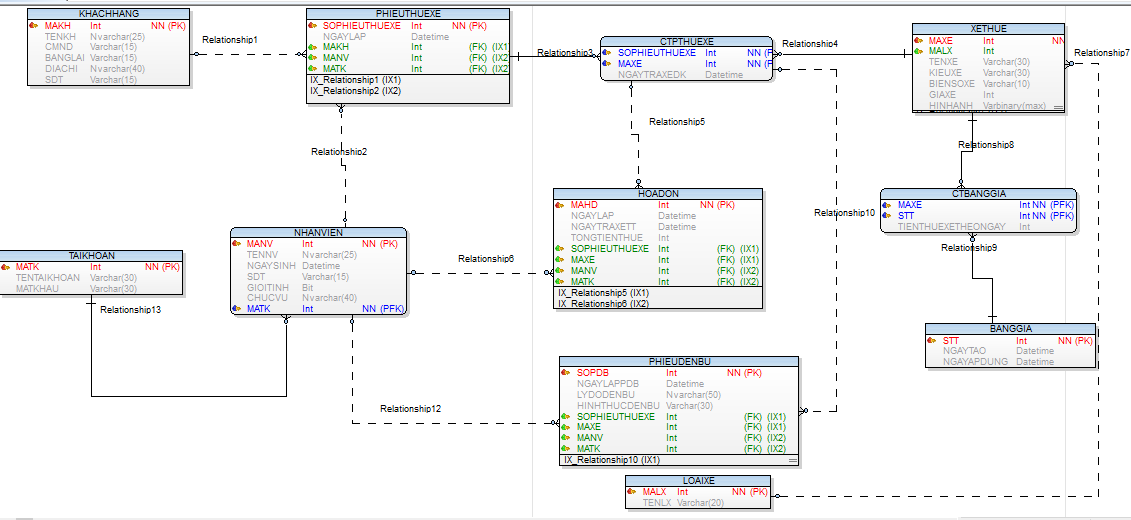 KHACHHANG
MAKH Int NN (PK)
TENKH Nvarchar(25)
CMND Varchar(15)
BANGLAI Varchar(15)
DIACHI Nvarchar(40)
SDT Varchar(15)
Relationship1
PHIEUTHUEXE
SOPHIEUTHUEXE Int NN (PK)
NGAYLAP Datetime
MAKH Int (FK) (IX1
MANV Int (FK) (IX2
MATK Int (FK) (IX2
IX_Relationship1 (IX1)
IX_Relationship2 (IX2)
Relationship3
CTPTHUEXE
SOPHIEUTHUEXE Int NN (P
MAXE Int NN (P
NGAYTRAXEDK Datetime
Relationship4
XETHUE
MAXE Int NN
MALX Int
TENXE Varchar(30)
KIEUXE Varchar(30)
BIENSOXE Varchar(10)
GIAXE Int
HINHANH Varbinary(max)
Relationship7
Relationship5
Relationship2
Relationship8
HOADON
MAHD Int NN (PK)
NGAYLAP Datetime
NGAYTRAXETT Datetime
TONGTIENTHUE Int
SOPHIEUTHUEXE Int (FK) (IX1)
MAXE Int (FK) (IX1)
MANV Int (FK) (IX2)
MATK Int (FK) (IX2)
IX_Relationship5 (IX1)
IX_Relationship6 (IX2)
CTBANGGIA
MAXE Int NN (PFK)
STT Int NN (PFK)
TIENTHUEXETHEONGAY Int
Relationship10
Relationship9
NHANVIEN
MANV Int NN (PK)
TENNV Nvarchar(25)
NGAYSINH Datetime
SDT Varchar(15)
GIOITINH Bit
CHUCVU Nvarchar(40)
MATK Int NN (PFK)
Relationship6
TAIKHOAN
MATK Int NN (PK)
TENTAIKHOAN Varchar(30)
MATKHAU Varchar(30)
Relationship13
BANGGIA
STT Int NN (PK)
NGAYTAO Datetime
NGAYAPDUNG Datetime
PHIEUDENBU
SOPDB Int NN (PK)
NGAYLAPPDB Datetime
LYDODENBU Nvarchar(50)
HINHTHUCDENBU Varchar(30)
SOPHIEUTHUEXE Int (FK) (IX1)
MAXE Int (FK) (IX1)
MANV Int (FK) (IX2)
MATK Int (FK) (IX2)
IX_Relationship10 (IX1)
Relationship12
LOAIXE
MALX Int NN (PK)
TENLX Varchar(20)